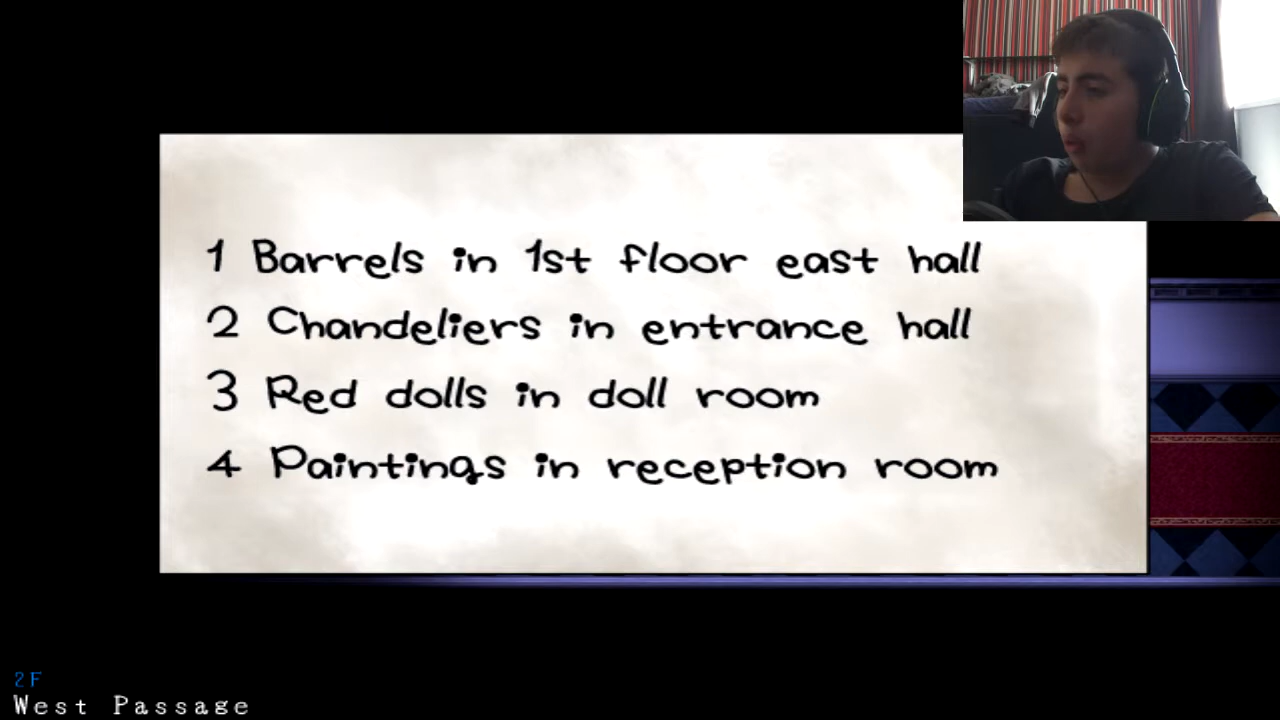 1 Barrels in 1st floor east hall
2 Chandeliers in entrance hall
3 Red dolls in doll room
4 Paintings in reception room
2F
West Passage